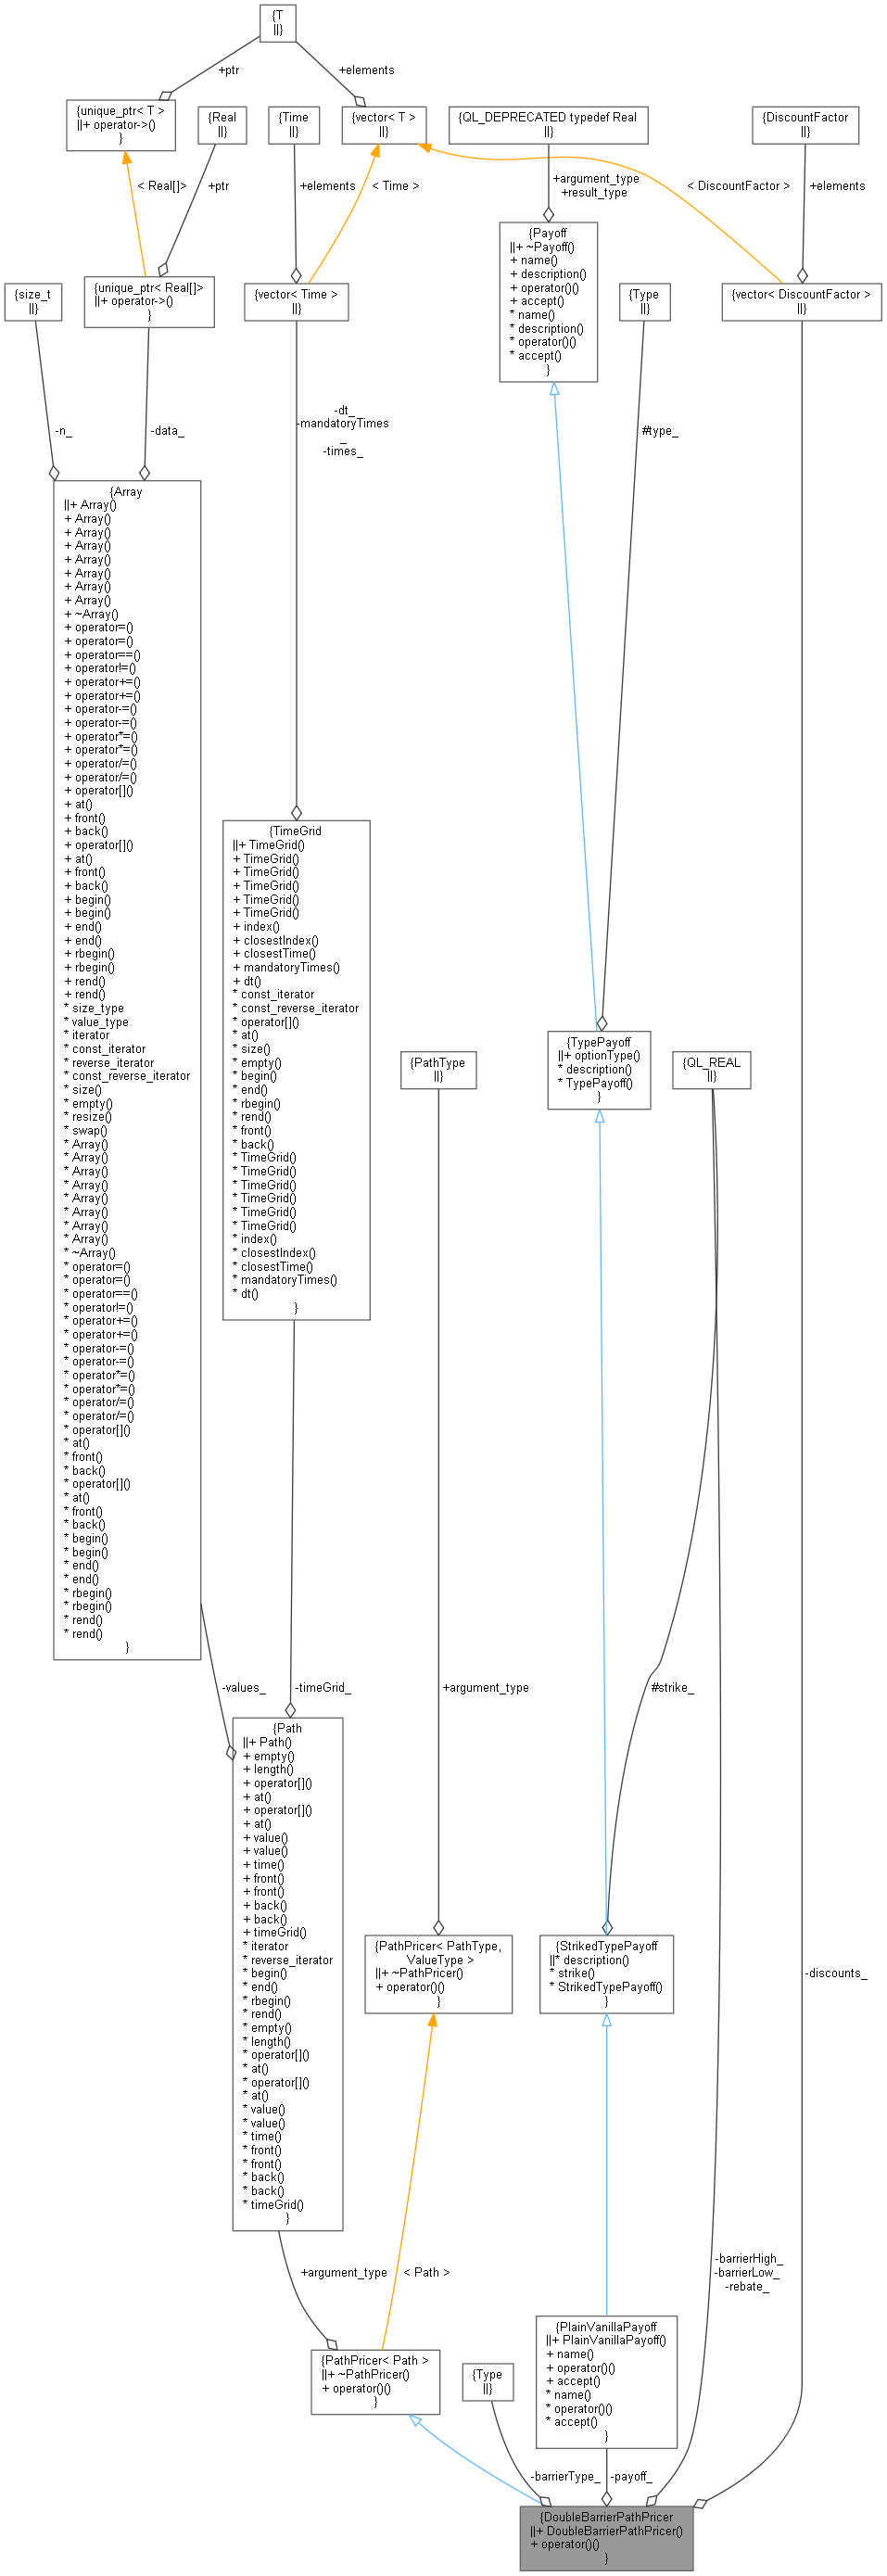 {T
||}
+ptr
+elements
{unique_ptr< T >
||+ operator->()
}
{Real
||}
{Time
||}
{vector< T >
||}
{QL_DEPRECATED typedef Real
||}
{DiscountFactor
||}
< Real[]>
+ptr
+elements
< Time >
+argument_type
+result_type
< DiscountFactor >
+elements
{size_t
||}
{unique_ptr< Real[]>
||+ operator->()
}
{vector< Time >
||}
{Payoff
||+ ~Payoff()
+ name()
+ description()
+ operator()()
+ accept()
* name()
* description()
* operator()()
* accept()
}
{Type
||}
{vector< DiscountFactor >
||}
-n_
-data_
-dt_
-mandatoryTimes
_
-times_
#type_
{Array
||+ Array()
+ Array()
+ Array()
+ Array()
+ Array()
+ Array()
+ Array()
+ Array()
+ ~Array()
+ operator=()
+ operator=()
+ operator==()
+ operator!=()
+ operator+=()
+ operator+=()
+ operator-=()
+ operator-=()
+ operator*=()
+ operator*=()
+ operator/=()
+ operator/=()
+ operator[]()
+ at()
+ front()
+ back()
+ operator[]()
+ at()
+ front()
+ back()
+ begin()
+ begin()
+ end()
+ end()
+ rbegin()
+ rbegin()
+ rend()
+ rend()
* size_type
* value_type
* iterator
* const_iterator
* reverse_iterator
* const_reverse_iterator
* size()
* empty()
* resize()
* swap()
* Array()
* Array()
* Array()
* Array()
* Array()
* Array()
* Array()
* Array()
* ~Array()
* operator=()
* operator=()
* operator==()
* operator!=()
* operator+=()
* operator+=()
* operator-=()
* operator-=()
* operator*=()
* operator*=()
* operator/=()
* operator/=()
* operator[]()
* at()
* front()
* back()
* operator[]()
* at()
* front()
* back()
* begin()
* begin()
* end()
* end()
* rbegin()
* rbegin()
* rend()
* rend()
}
{TimeGrid
||+ TimeGrid()
+ TimeGrid()
+ TimeGrid()
+ TimeGrid()
+ TimeGrid()
+ TimeGrid()
+ index()
+ closestIndex()
+ closestTime()
+ mandatoryTimes()
+ dt()
* const_iterator
* const_reverse_iterator
* operator[]()
* at()
* size()
* empty()
* begin()
* end()
* rbegin()
* rend()
* front()
* back()
* TimeGrid()
* TimeGrid()
* TimeGrid()
* TimeGrid()
* TimeGrid()
* TimeGrid()
* index()
* closestIndex()
* closestTime()
* mandatoryTimes()
* dt()
}
{PathType
||}
{TypePayoff
||+ optionType()
* description()
* TypePayoff()
}
{QL_REAL
||}
-values_
-timeGrid_
+argument_type
#strike_
{Path
||+ Path()
+ empty()
+ length()
+ operator[]()
+ at()
+ operator[]()
+ at()
+ value()
+ value()
+ time()
+ front()
+ front()
+ back()
+ back()
+ timeGrid()
* iterator
* reverse_iterator
* begin()
* end()
* rbegin()
* rend()
* empty()
* length()
* operator[]()
* at()
* operator[]()
* at()
* value()
* value()
* time()
* front()
* front()
* back()
* back()
* timeGrid()
}
{PathPricer< PathType,
ValueType >
||+ ~PathPricer()
+ operator()()
}
{StrikedTypePayoff
||* description()
* strike()
* StrikedTypePayoff()
}
-discounts_
+argument_type
< Path >
-barrierHigh_
-barrierLow_
-rebate_
{PathPricer< Path >
||+ ~PathPricer()
+ operator()()
}
{Type
||}
{PlainVanillaPayoff
||+ PlainVanillaPayoff()
+ name()
+ operator()()
+ accept()
* name()
* operator()()
* accept()
}
-barrierType_
-payoff_
{DoubleBarrierPathPricer
||+ DoubleBarrierPathPricer()
+ operator()()
}